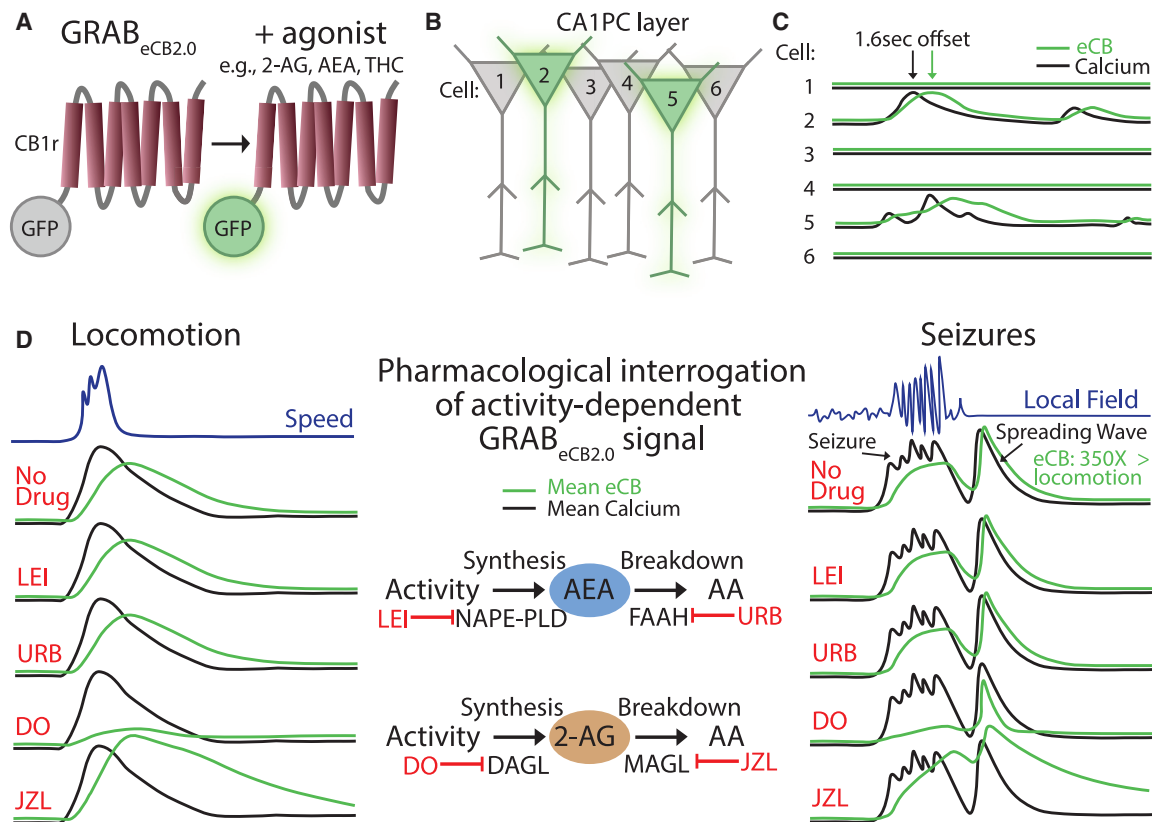 A
GRAB eCB2.0
+ agonist
e.g., 2-AG, AEA, THC
CB1r
GFP
GFP
B
CA1PC layer
Cell:
1
2
3
4
5
6
C
Cell:
1.6sec offset
eCB
Calcium
1
2
3
4
5
6
D
Locomotion
Speed
No
Drug
LEI
URB
DO
JZL
Pharmacological interrogation
of activity-dependent
GRAB eCB2.0 signal
Mean eCB
Mean Calcium
Synthesis Breakdown
Activity AEA AA
LEI NAPE-PLD FAAH URB
Synthesis Breakdown
Activity 2-AG AA
DO DAGL MAGL JZL
Seizures
Local Field
Seizure
Spreading Wave
eCB: 350X >
locomotion
No
Drug
LEI
URB
DO
JZL